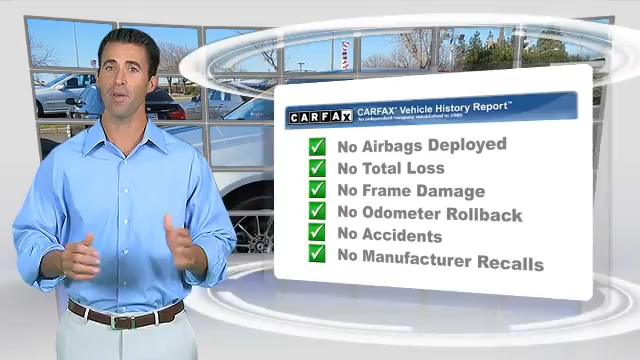 CARFAX
CARFAX Vehicle History Report™
An independent company established in 1986
No Airbags Deployed
No Total Loss
No Frame Damage
No Odometer Rollback
No Accidents
No Manufacturer Recalls